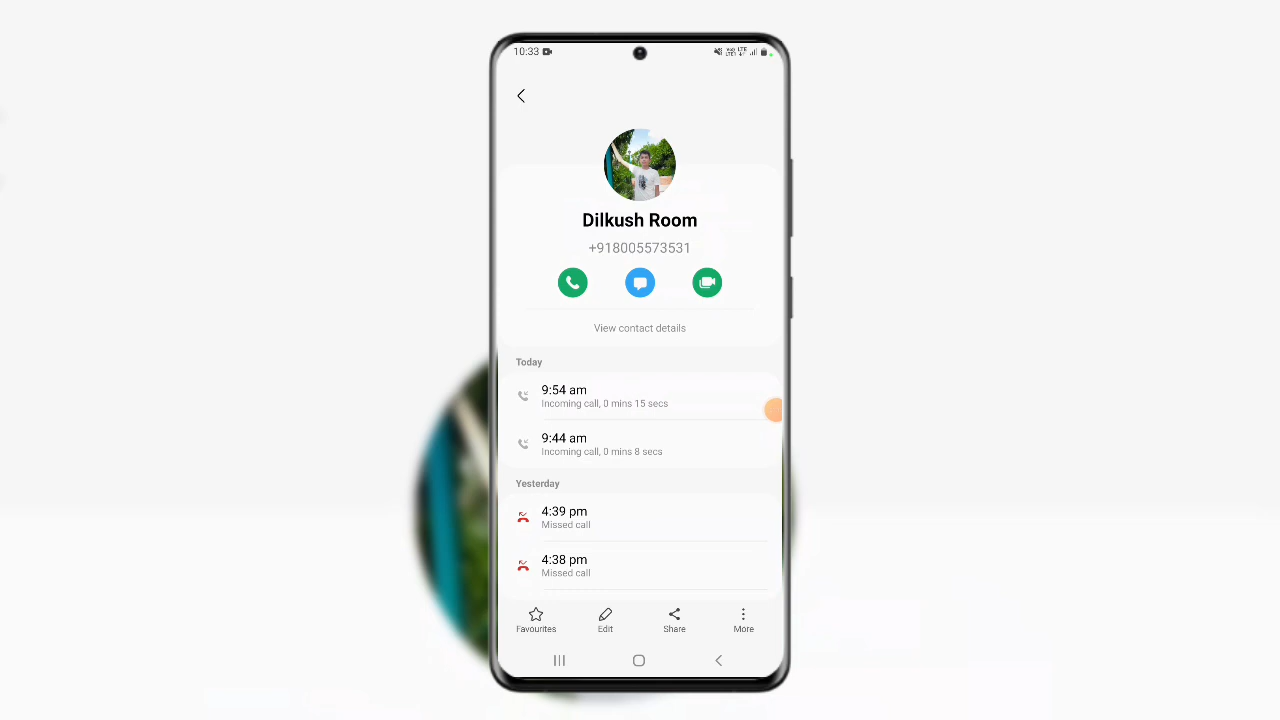 10:33
Dilkush Room
+918005573531
View contact details
Today
9:54 am
Incoming call, 0 mins 15 secs
9:44 am
Incoming call, 0 mins 8 secs
Yesterday
4:39 pm
Missed call
4:38 pm
Missed call
Favourites Edit Share More